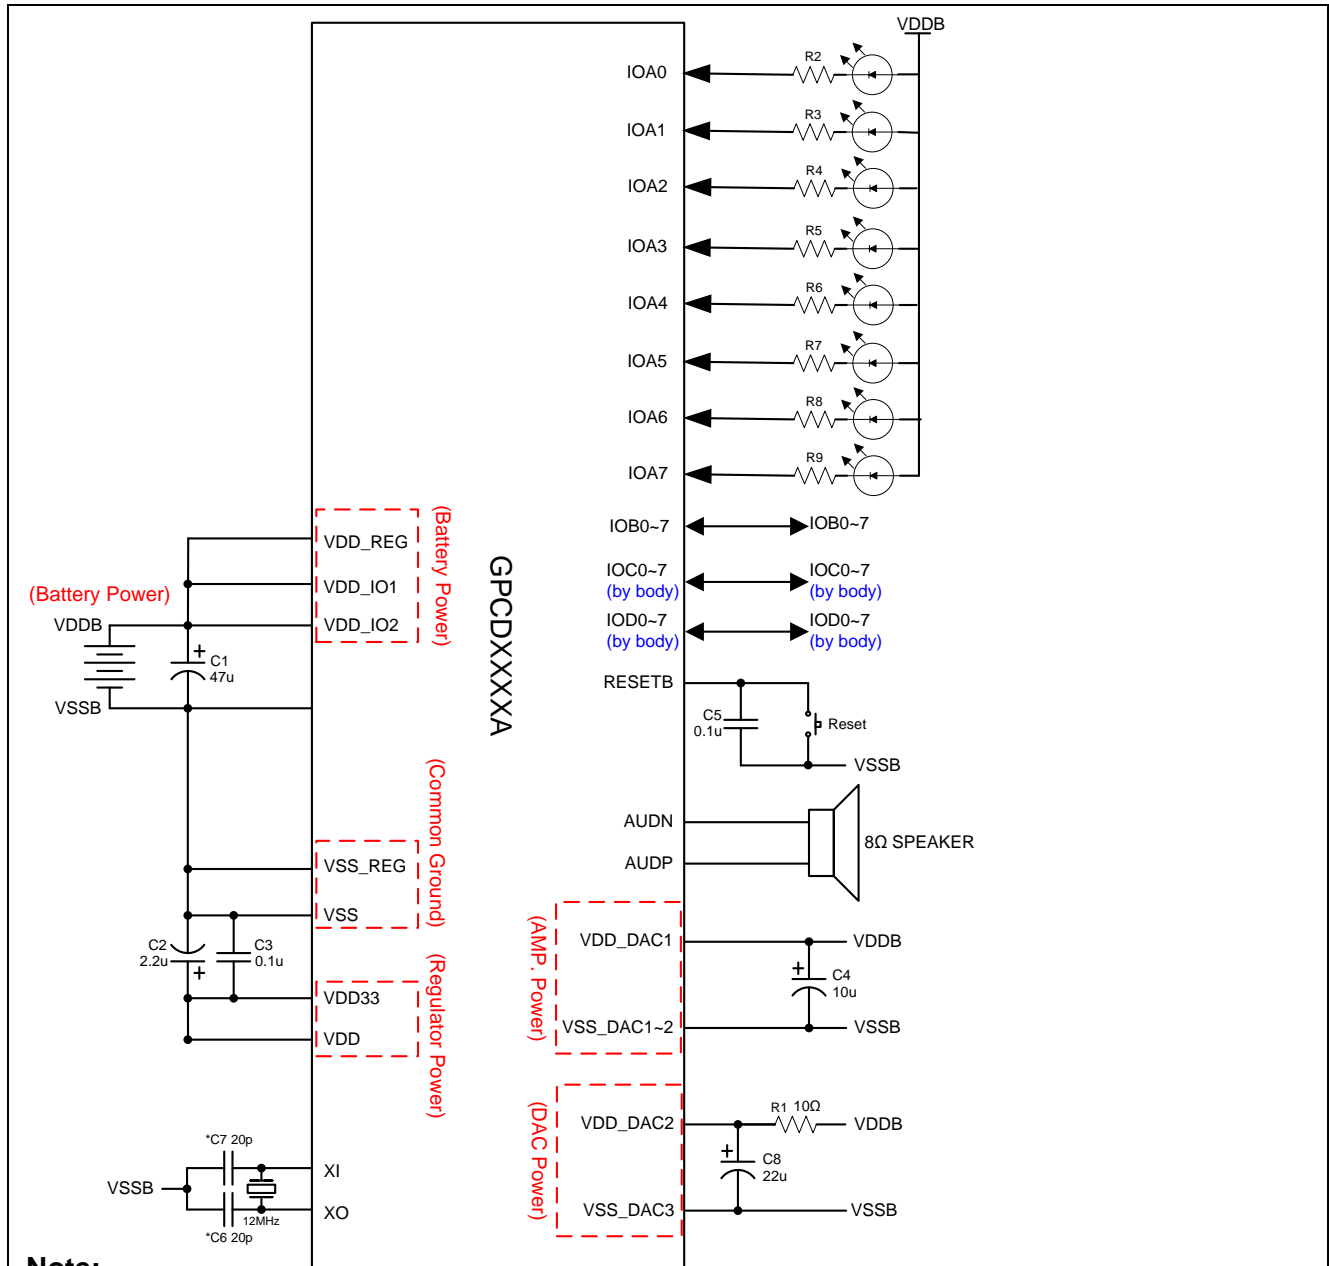 VDDB
IOA0
R2
IOA1
R3
IOA2
R4
IOA3
R5
IOA4
R6
IOA5
R7
IOA6
R8
IOA7
R9
IOB0~7
IOB0~7
IOC0~7
(by body)
IOC0~7
(by body)
IOD0~7
(by body)
IOD0~7
(by body)
(Battery Power)
VDDB
VSSB
+
C1
47u
VDD_REG
VDD_IO1
VDD_IO2
(Battery Power)
GPCDXXXXA
RESETB
C5
0.1u
Reset
VSSB
AUDN
AUDP
8Ω SPEAKER
VSS_REG
VSS
(Common Ground)
C2
2.2u
+
C3
0.1u
VDD33
VDD
(Regulator Power)
(AMP. Power)
VDD_DAC1
VSS_DAC1~2
VDDB
+
C4
10u
VSSB
(DAC Power)
VDD_DAC2
VSS_DAC3
R1 10Ω
VDDB
+
C8
22u
VSSB
*C7 20p
VSSB
12MHz
*C6 20p
XI
XO
Note: